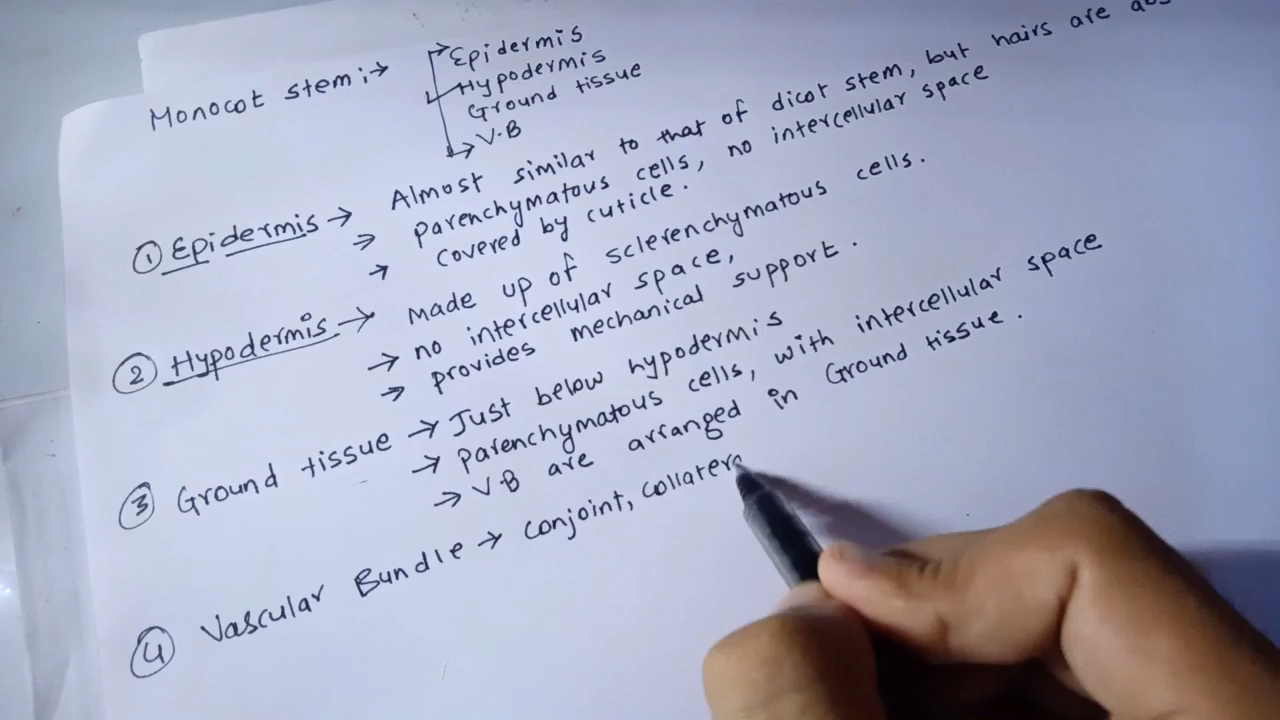 Monocot stem :→
Epidermis
Hypodermis
Ground tissue
V.B
① Epidermis → Almost similar to that of dicot stem, but hairs are
⇒ parenchymatous cells, no intercellular space
→ covered by cuticle.
② Hypodermis → made up of sclerenchymatous cells.
→ no intercellular space,
→ provides mechanical support.
③ Ground tissue → Just below hypodermis
→ parenchymatous cells, with intercellular space
→ V.B are arranged in Ground tissue.
④ Vascular Bundle → conjoint, collatera